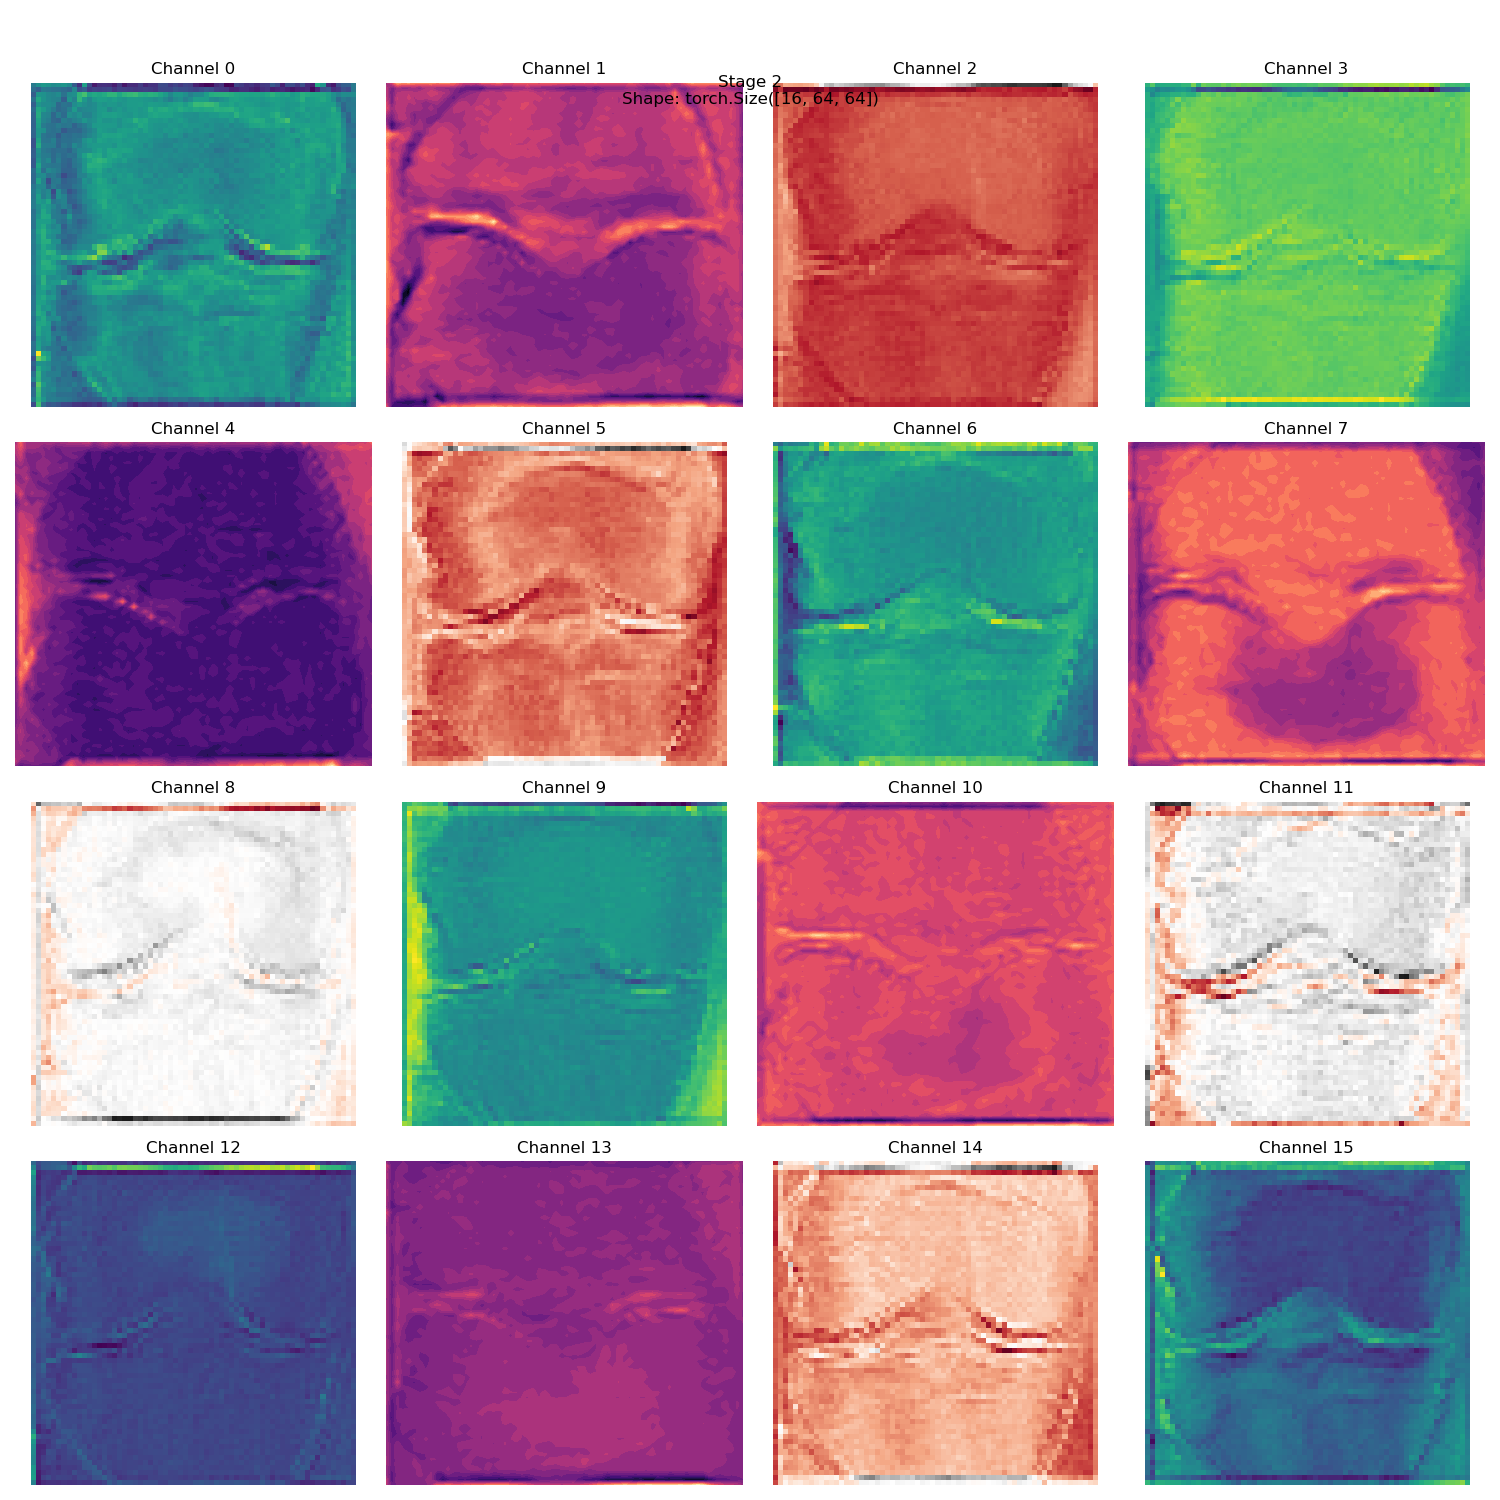 Stage 2
Shape: torch.Size([16, 64, 64])
Channel 0
Channel 1
Channel 2
Channel 3
Channel 4
Channel 5
Channel 6
Channel 7
Channel 8
Channel 9
Channel 10
Channel 11
Channel 12
Channel 13
Channel 14
Channel 15